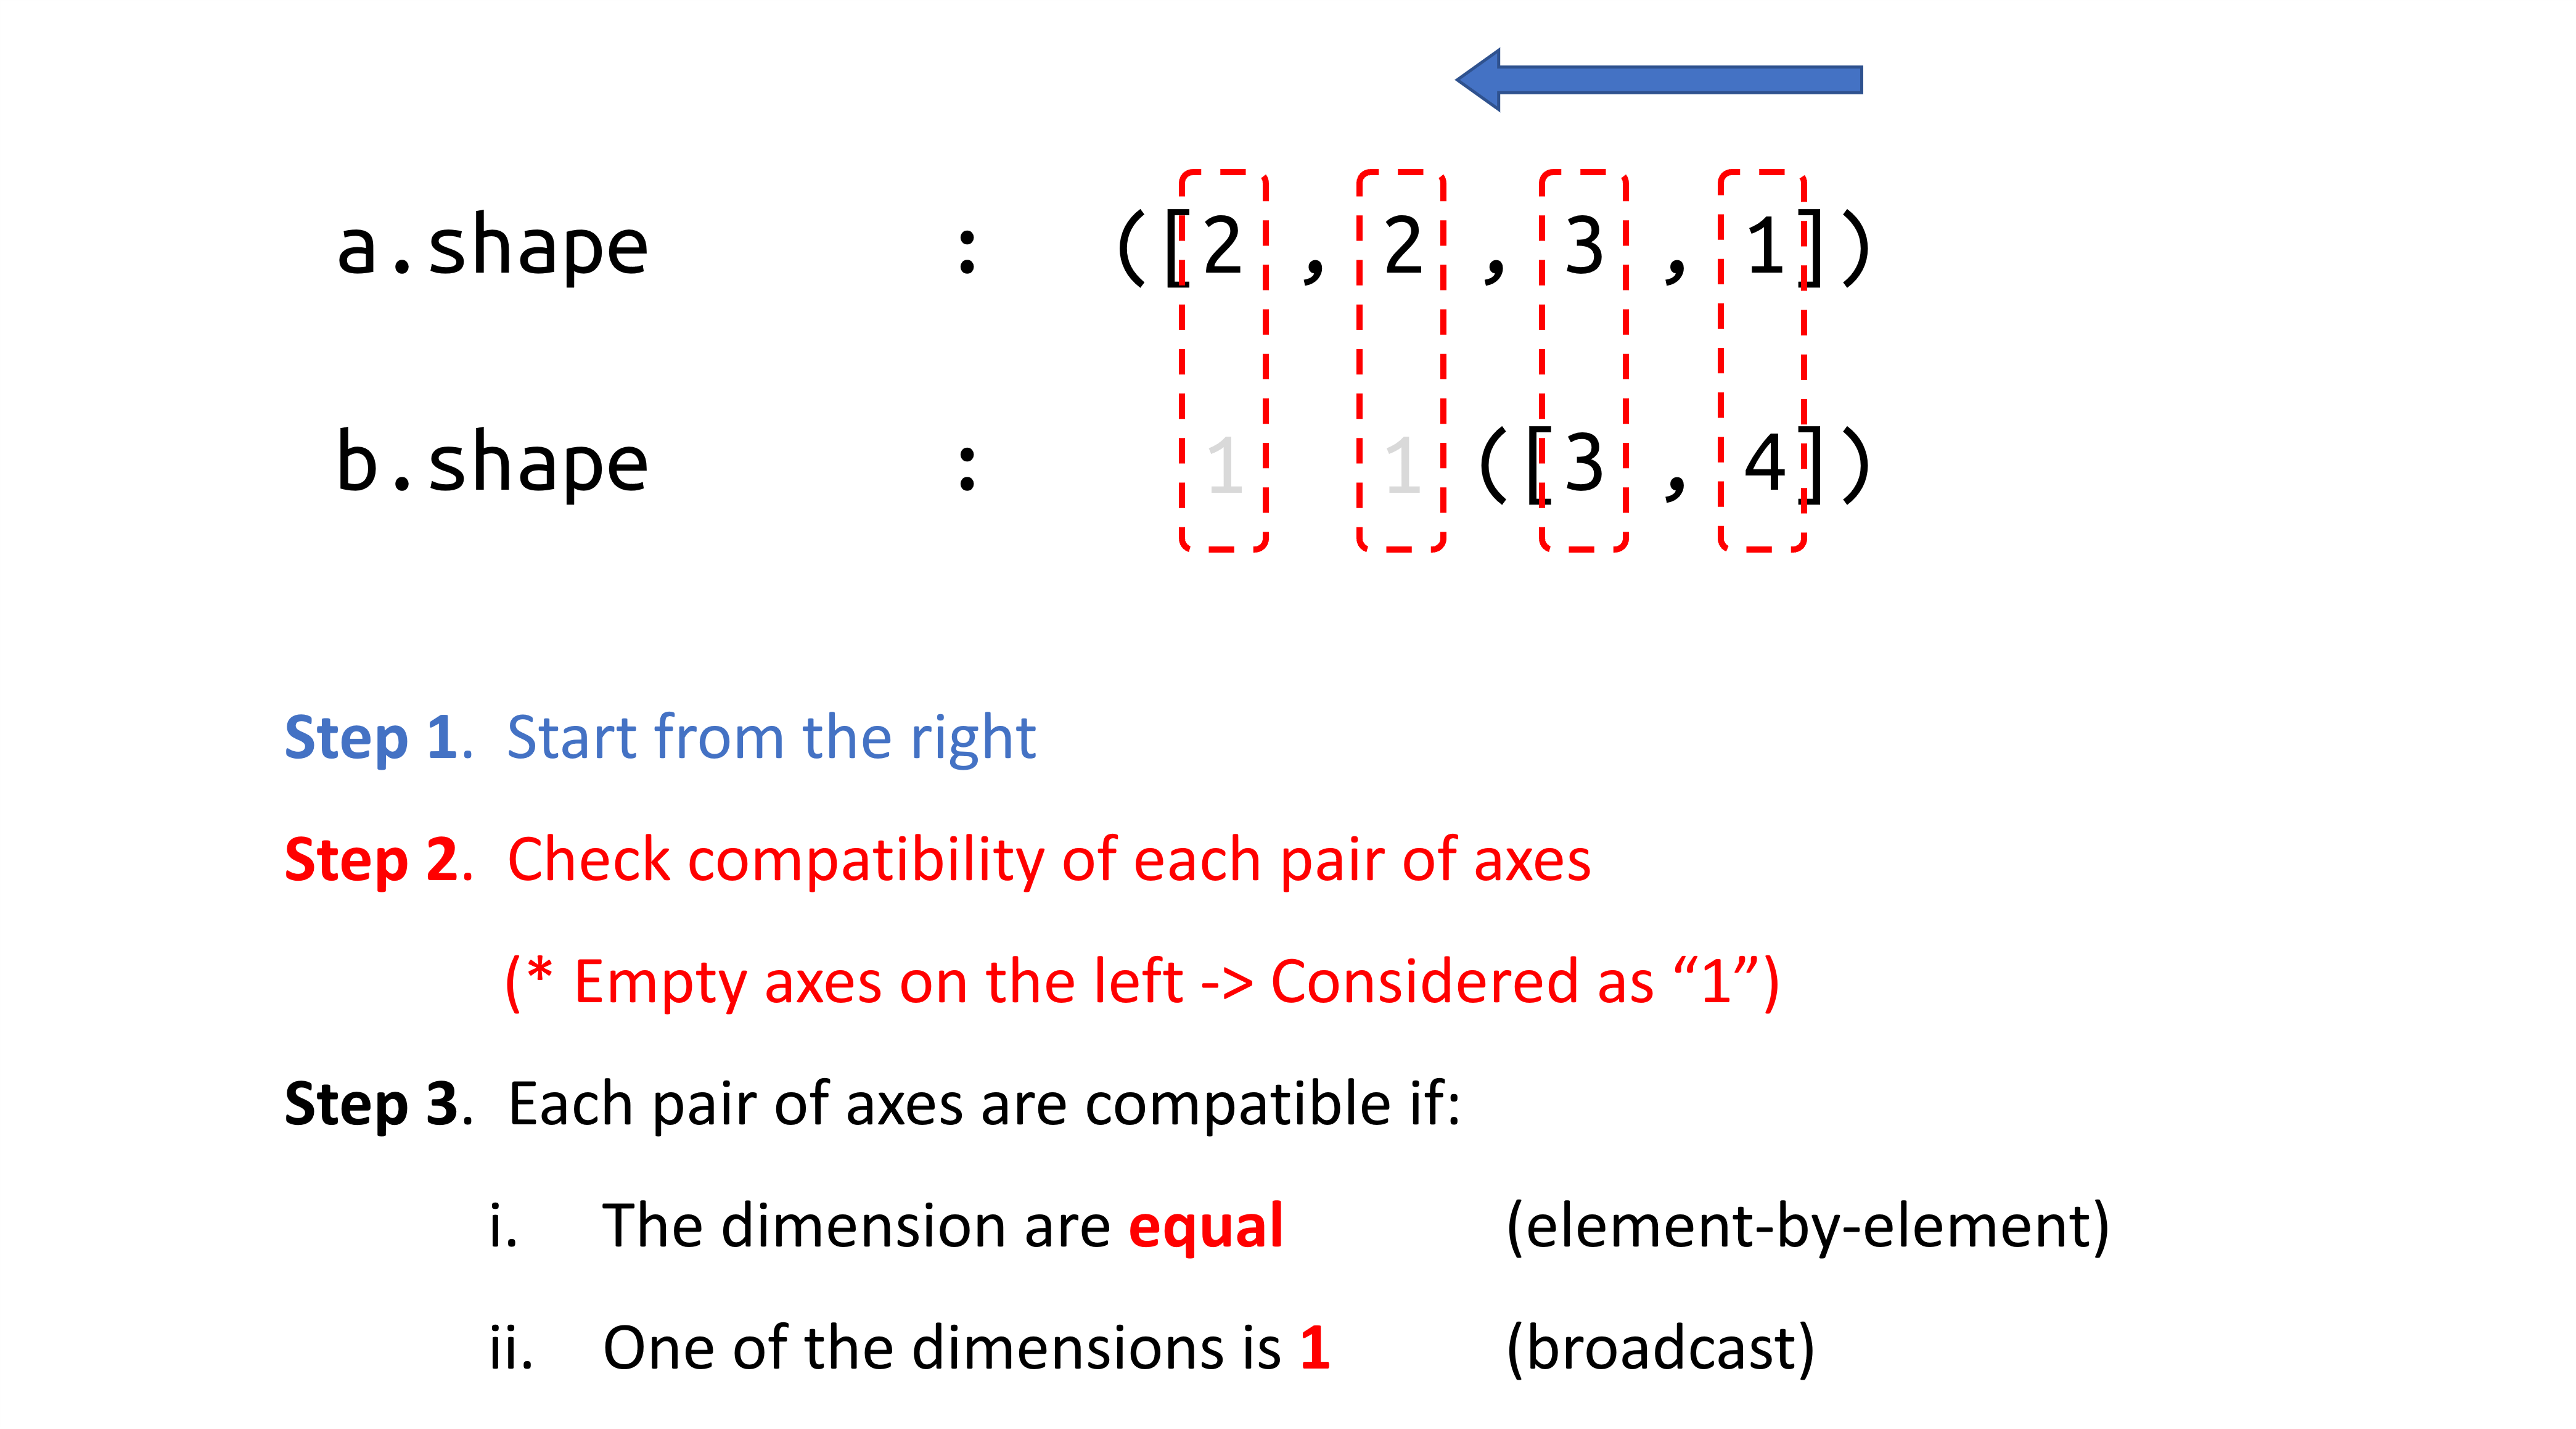 a.shape : ([2 , 2 , 3 , 1])
b.shape : 1 1 ([3 , 4])
Step 1. Start from the right
Step 2. Check compatibility of each pair of axes
(* Empty axes on the left -> Considered as “1”)
Step 3. Each pair of axes are compatible if:
i. The dimension are equal (element-by-element)
ii. One of the dimensions is 1 (broadcast)